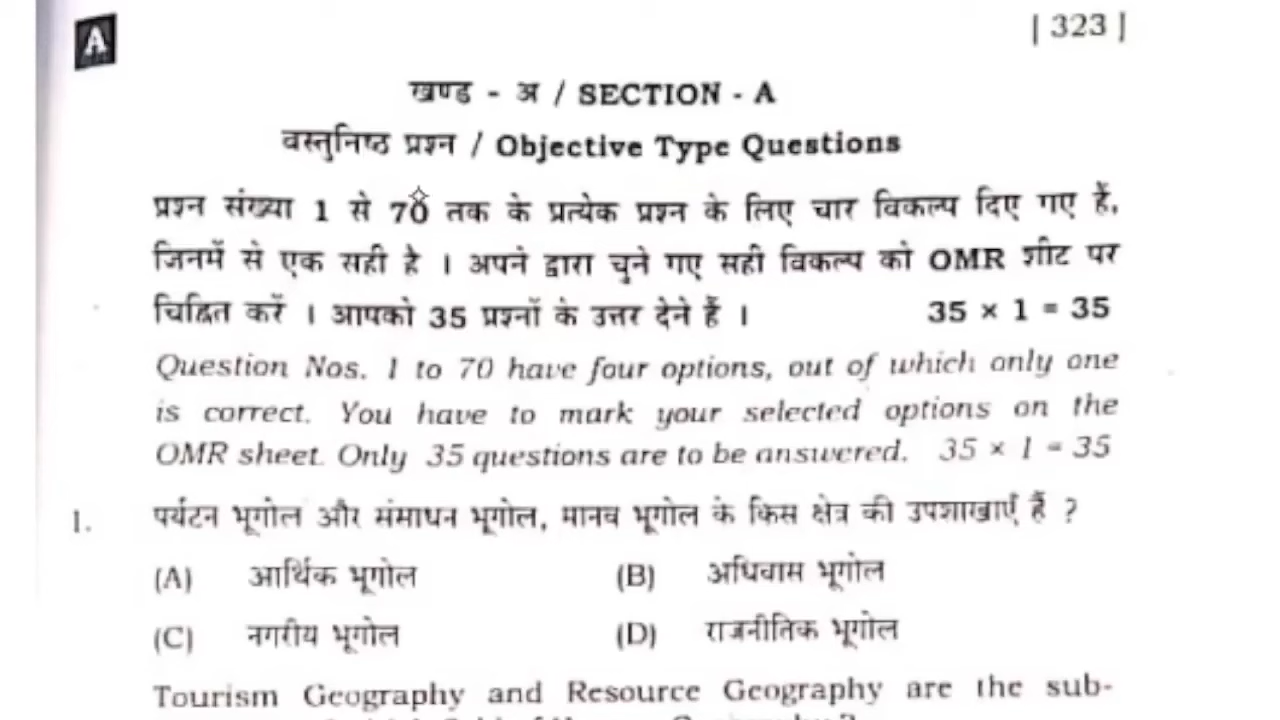 A
| 323 |
खण्ड - अ / SECTION - A
वस्तुनिष्ठ प्रश्न / Objective Type Questions
प्रश्न संख्या 1 से 70 तक के प्रत्येक प्रश्न के लिए चार विकल्प दिए गए हैं,
जिनमें से एक सही है । अपने द्वारा चुने गए सही विकल्प को OMR शीट पर
चिह्नित करें । आपको 35 प्रश्नों के उत्तर देने हैं । 35 × 1 = 35
Question Nos. 1 to 70 have four options, out of which only one
is correct. You have to mark your selected options on the
OMR sheet. Only 35 questions are to be answered. 35 × 1 = 35
1. पर्यटन भूगोल और संसाधन भूगोल, मानव भूगोल के किस क्षेत्र की उपशाखाएँ हैं ?
(A) आर्थिक भूगोल (B) अधिवास भूगोल
(C) नगरीय भूगोल (D) राजनीतिक भूगोल
Tourism Geography and Resource Geography are the sub-